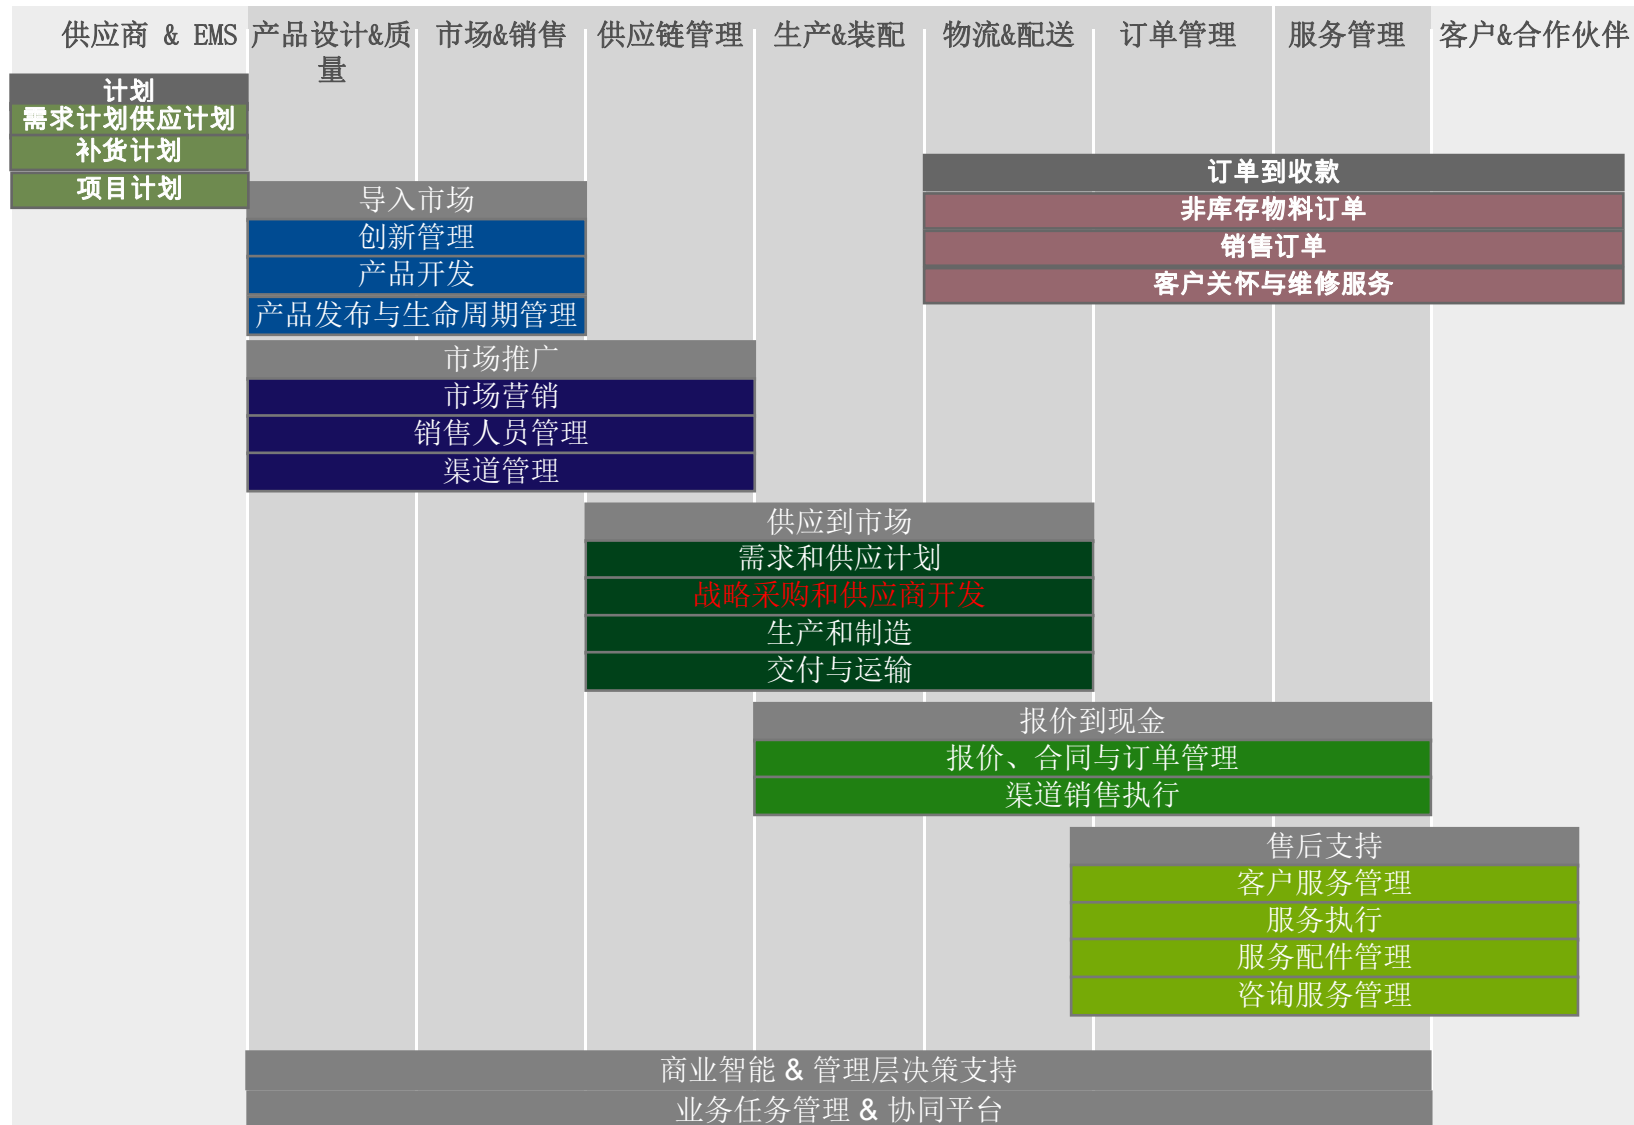 供应商 & EMS
产品设计&质
量
市场&销售
供应链管理
生产&装配
物流&配送
订单管理
服务管理
客户&合作伙伴
计划
需求计划供应计划
补货计划
项目计划
订单到收款
非库存物料订单
销售订单
客户关怀与维修服务
导入市场
创新管理
产品开发
产品发布与生命周期管理
市场推广
市场营销
销售人员管理
渠道管理
供应到市场
需求和供应计划
战略采购和供应商开发
生产和制造
交付与运输
报价到现金
报价、合同与订单管理
渠道销售执行
售后支持
客户服务管理
服务执行
服务配件管理
咨询服务管理
商业智能 & 管理层决策支持
业务任务管理 & 协同平台